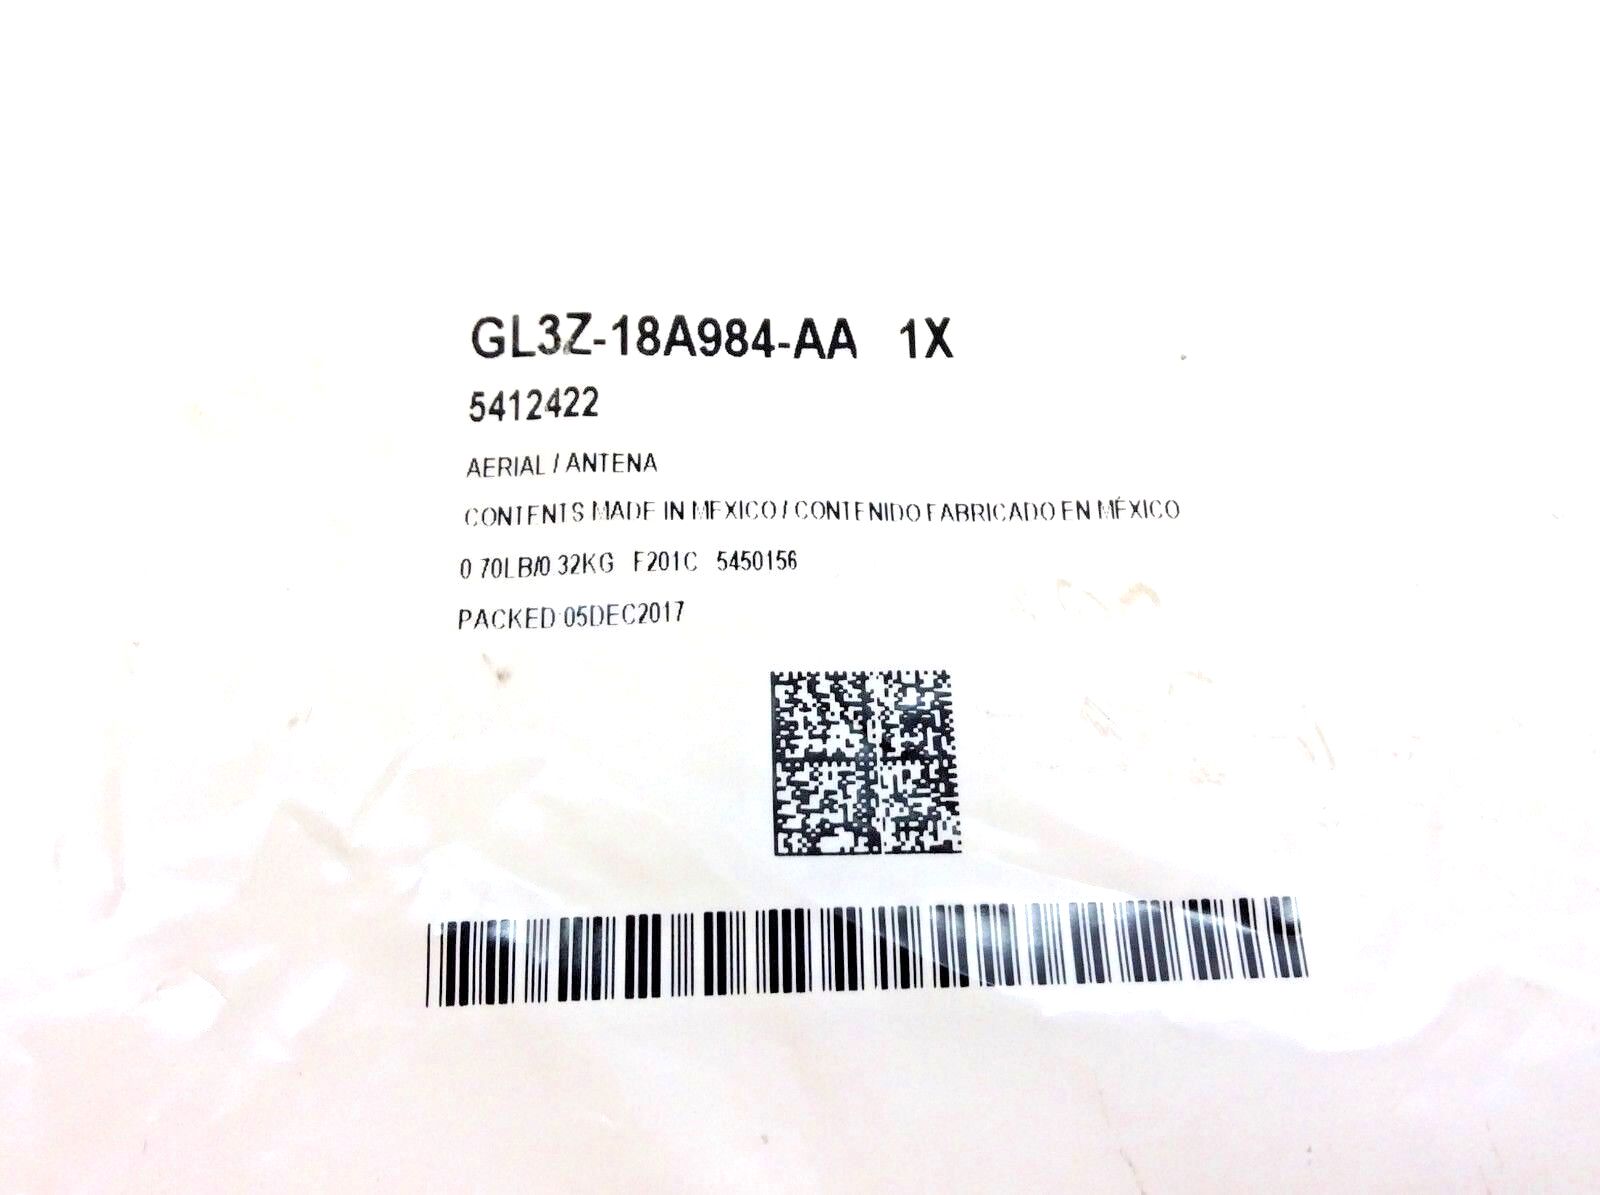 GL3Z-18A984-AA 1X
5412422
AERIAL / ANTENA
CONTENTS MADE IN MEXICO / CONTENIDO FABRICADO EN MÉXICO
0 70LB/0 32KG F201C 5450156
PACKED 05DEC2017